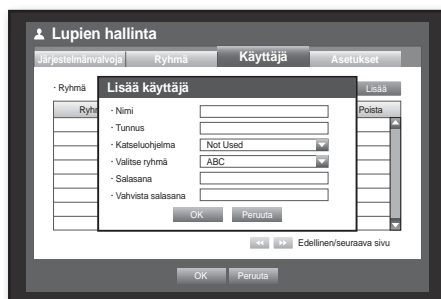 Lupien hallinta
Järjestelmänvalvoja Ryhmä Käyttäjä Asetukset
· Ryhmä Lisää
Lisää käyttäjä
Poista
· Nimi
· Tunnus
· Katseluohjelma Not Used
· Valitse ryhmä ABC
· Salasana
· Vahvista salasana
OK Peruuta
Edellinen/seuraava sivu
OK Peruuta